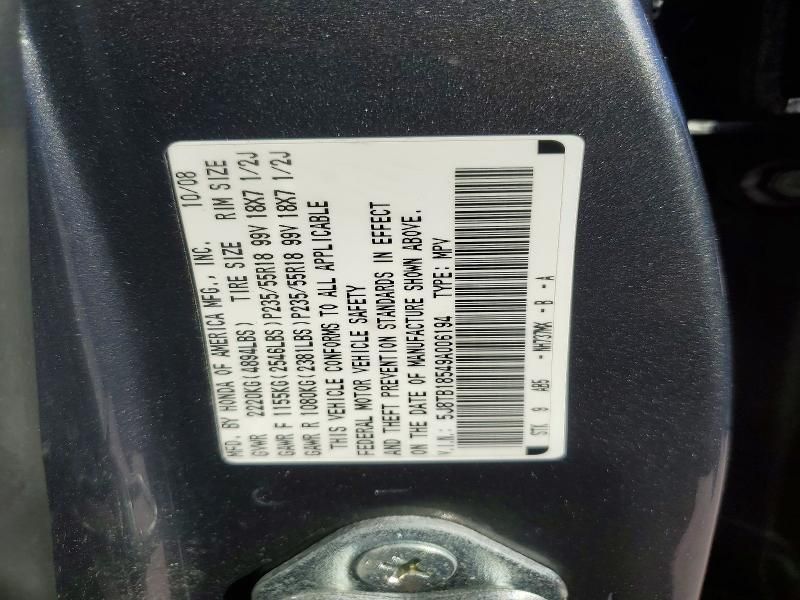 MFD. BY HONDA OF AMERICA MFG., INC. 10/08
GVWR 2220KG(4894LBS) TIRE SIZE RIM SIZE
GAWR F 1155KG(2546LBS)P235/55R18 99V 18X7 1/2J
GAWR R 1080KG(2381LBS)P235/55R18 99V 18X7 1/2J
THIS VEHICLE CONFORMS TO ALL APPLICABLE
FEDERAL MOTOR VEHICLE SAFETY
AND THEFT PREVENTION STANDARDS IN EFFECT
ON THE DATE OF MANUFACTURE SHOWN ABOVE.
V.I.N.: 5J8TB18549A006194 TYPE: MPV
STK 9 AB5 - NH737MX - B - A